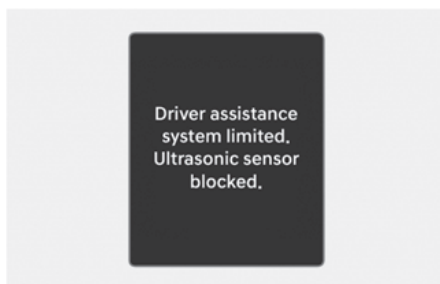 Driver assistance
system limited.
Ultrasonic sensor
blocked.